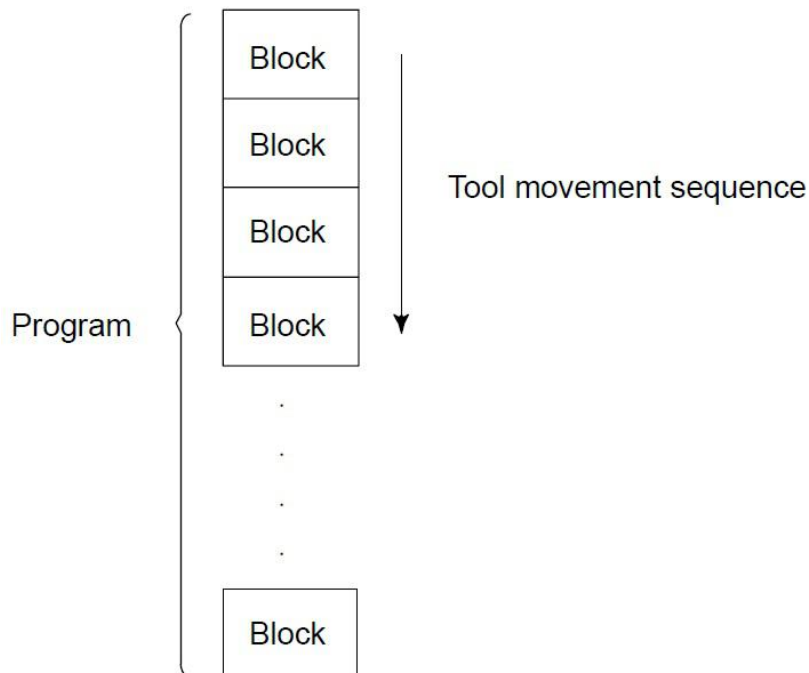 Block
Block
Tool movement sequence
Block
Program
Block
.
.
.
.
Block